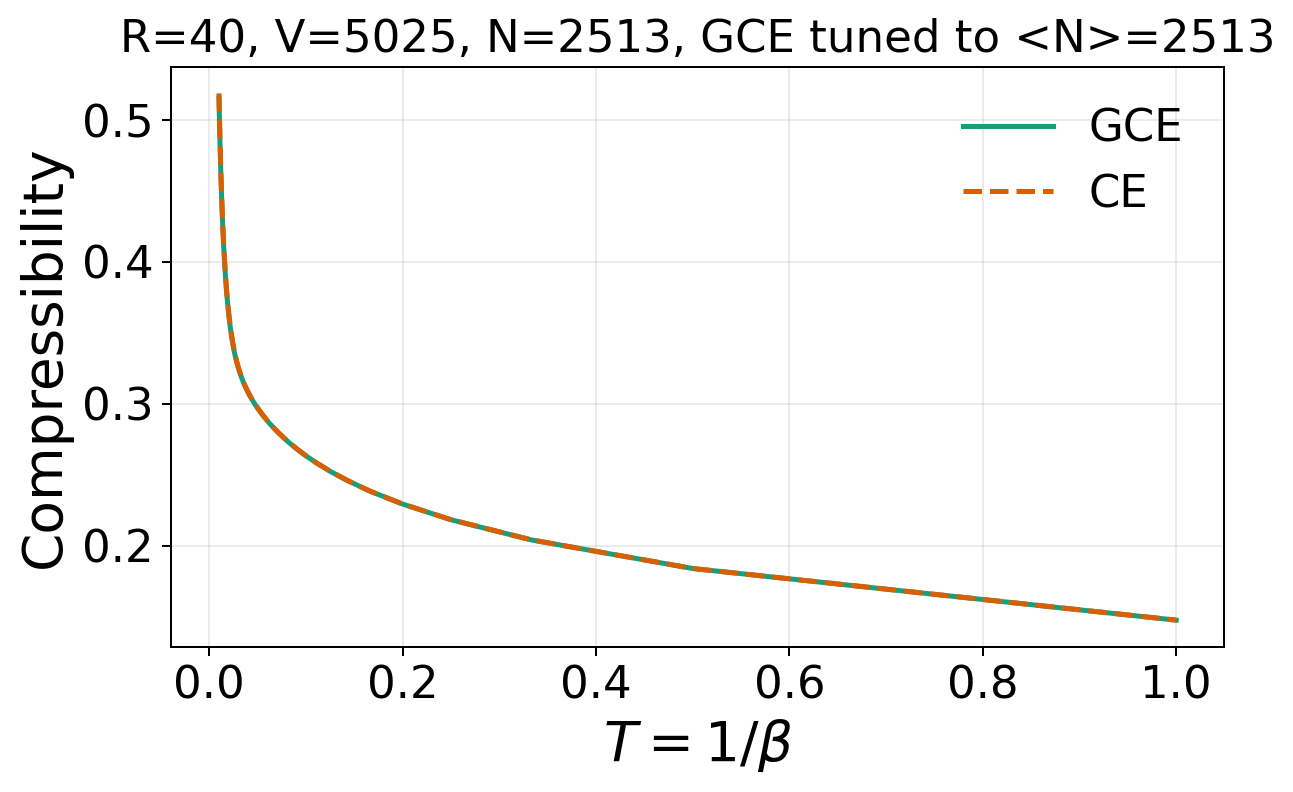 R=40, V=5025, N=2513, GCE tuned to <N>=2513
GCE
CE
Compressibility
0.5
0.4
0.3
0.2
0.0 0.2 0.4 0.6 0.8 1.0
T = 1/β